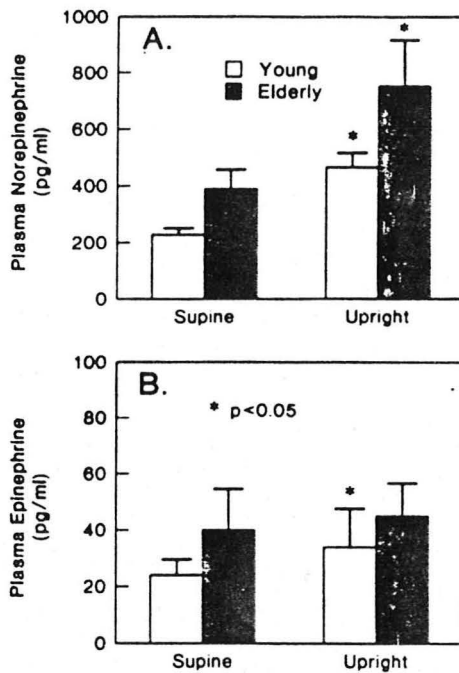 A.
Young
Elderly
*
*
1000
800
600
400
200
0
Plasma Norepinephrine
(pg/ml)
Supine Upright
B.
* p<0.05
*
100
80
60
40
20
0
Plasma Epinephrine
(pg/ml)
Supine Upright